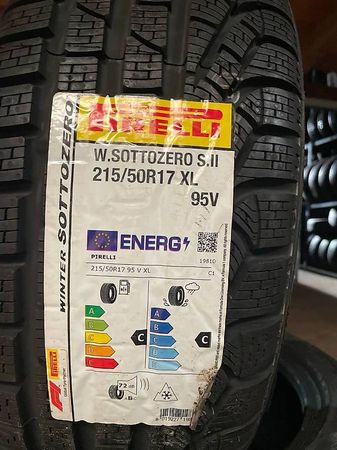 PIRELLI
W.SOTTOZERO S.II
215/50R17 XL
95V
WINTER SOTTOZERO
ENERG
PIRELLI
19810
215/50R17 95 V XL
C1
A
B
C
D
E
C
A
B
C
D
E
C
72 dB
PIRELLI